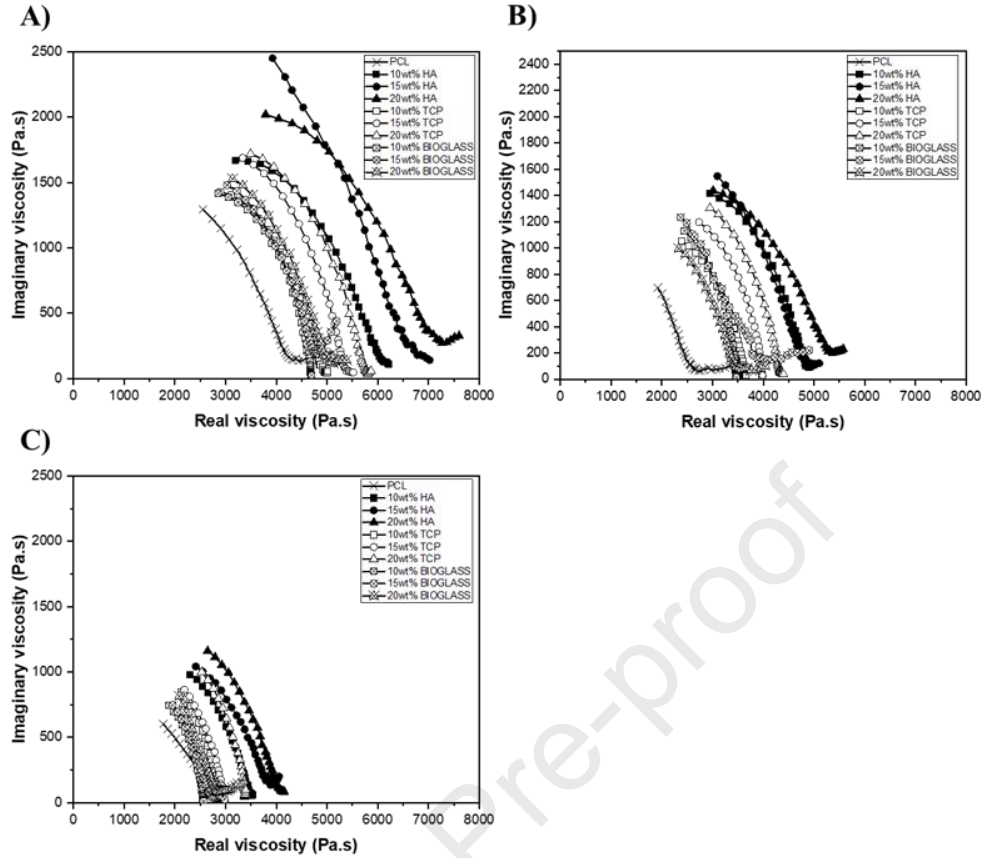 A)
2500
2000
1500
1000
500
0
Imaginary viscosity (Pa.s)
0 1000 2000 3000 4000 5000 6000 7000 8000
Real viscosity (Pa.s)
PCL
10wt% HA
15wt% HA
20wt% HA
10wt% TCP
15wt% TCP
20wt% TCP
10wt% BIOGLASS
15wt% BIOGLASS
20wt% BIOGLASS
B)
2400
2200
2000
1800
1600
1400
1200
1000
800
600
400
200
0
Imaginary viscosity (Pa.s)
0 1000 2000 3000 4000 5000 6000 7000 8000
Real viscosity (Pa.s)
PCL
10wt% HA
15wt% HA
20wt% HA
10wt% TCP
15wt% TCP
20wt% TCP
10wt% BIOGLASS
15wt% BIOGLASS
20wt% BIOGLASS
C)
2500
2000
1500
1000
500
0
Imaginary viscosity (Pa.s)
0 1000 2000 3000 4000 5000 6000 7000 8000
Real viscosity (Pa.s)
PCL
10wt% HA
15wt% HA
20wt% HA
10wt% TCP
15wt% TCP
20wt% TCP
10wt% BIOGLASS
15wt% BIOGLASS
20wt% BIOGLASS
Pre-proof